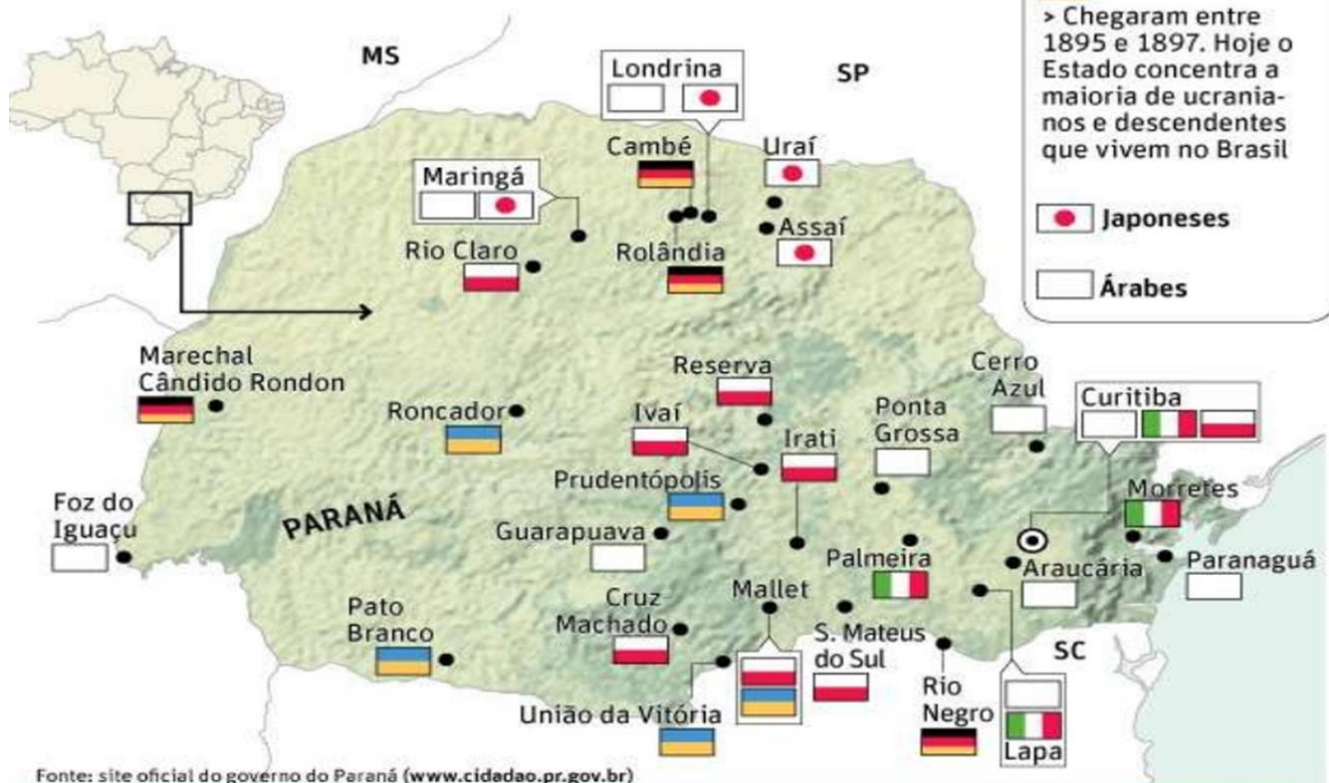 > Chegaram entre
1895 e 1897. Hoje o
Estado concentra a
maioria de ucrania-
nos e descendentes
que vivem no Brasil
Japoneses
Árabes
MS
SP
Londrina
Cambé
Uraí
Maringá
Rio Claro
Rolândia
Assaí
Marechal
Cândido Rondon
Roncador
Reserva
Ivaí
Irati
Ponta
Grossa
Cerro
Azul
Curitiba
Prudentópolis
Foz do
Iguaçu
PARANÁ
Guarapuava
Morretes
Palmeira
Araucária
Paranaguá
Mallet
Cruz
Machado
Pato
Branco
S. Mateus
do Sul
SC
União da Vitória
Rio
Negro
Lapa
Fonte: site oficial do governo do Paraná (www.cidadao.pr.gov.br)